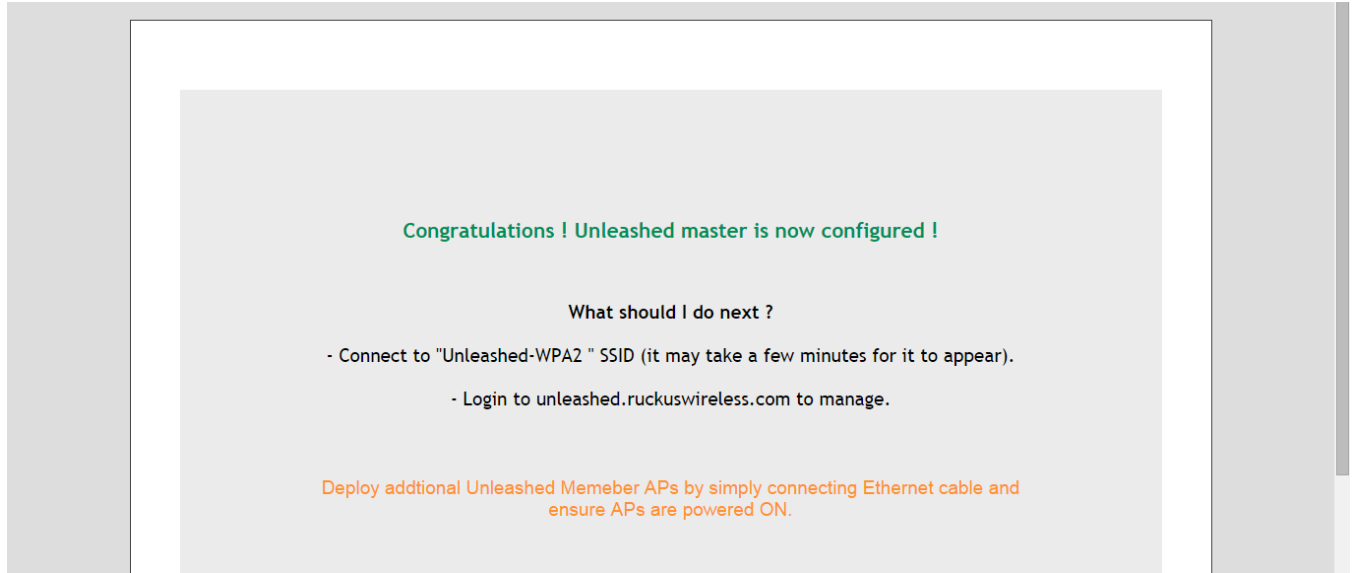 Congratulations ! Unleashed master is now configured !
What should I do next ?
- Connect to "Unleashed-WPA2 " SSID (it may take a few minutes for it to appear).
- Login to unleashed.ruckuswireless.com to manage.
Deploy addtional Unleashed Memeber APs by simply connecting Ethernet cable and
ensure APs are powered ON.